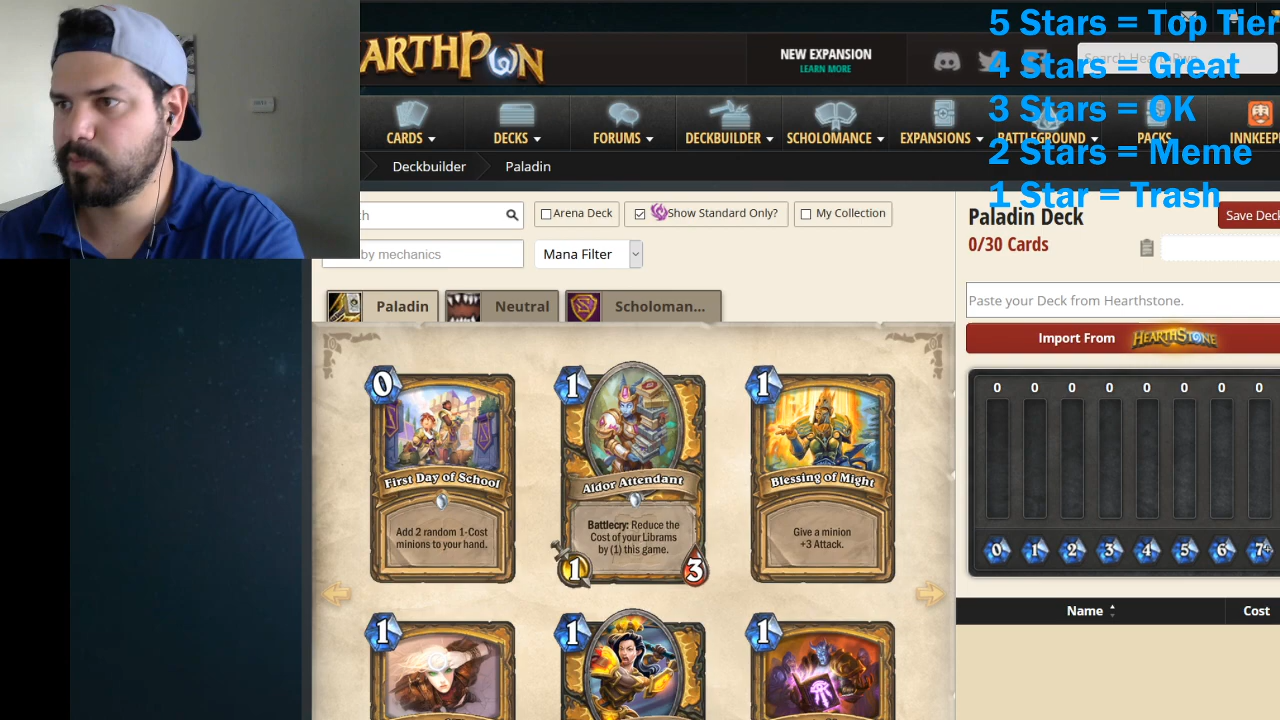 5 Stars = Top Tier
4 Stars = Great
3 Stars = OK
2 Stars = Meme
1 Star = Trash
ARTHPWN
NEW EXPANSION
LEARN MORE
CARDS
DECKS
FORUMS
DECKBUILDER
SCHOLOMANCE
EXPANSIONS
BATTLEGROUND
PACKS
INNKEEP
Deckbuilder
Paladin
Arena Deck
Show Standard Only?
My Collection
by mechanics
Mana Filter
Paladin
Neutral
Scholoman...
Paladin Deck
Save Deck
0/30 Cards
Paste your Deck from Hearthstone.
Import From
HEARTHSTONE
0 0 0 0 0 0 0 0
0 1 2 3 4 5 6 7+
Name
Cost
0
First Day of School
Add 2 random 1-Cost
minions to your hand.
1
Aldor Attendant
Battlecry: Reduce the
Cost of your Librams
by (1) this game.
1
3
1
Blessing of Might
Give a minion
+3 Attack.
1
1
1